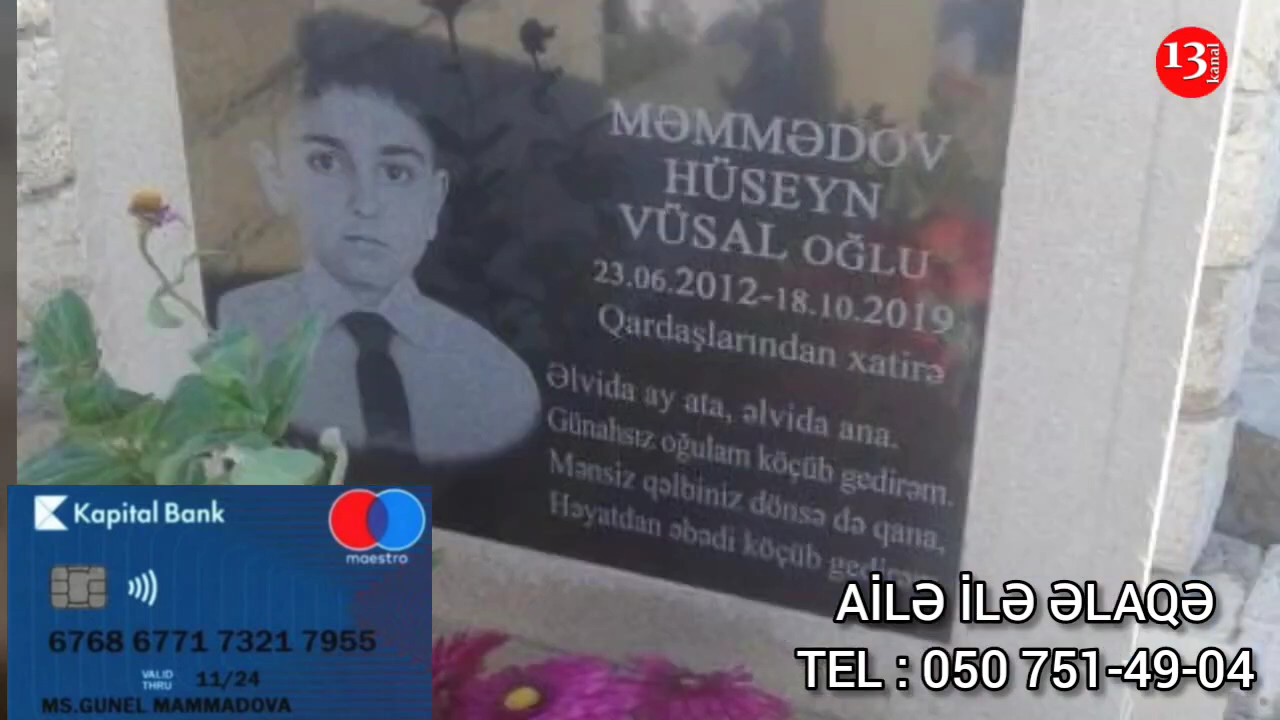 13 kanal
MƏMMƏDOV
HÜSEYN
VÜSAL OĞLU
23.06.2012-18.10.2019
Qardaşlarından xatirə
Əlvida ay ata, əlvida ana.
Günahsız oğulam köçüb gedirəm.
Mənsiz qəlbiniz dönsə də qana,
Həyatdan əbədi köçüb gedirəm
Kapital Bank
maestro
6768 6771 7321 7955
VALID THRU 11/24
MS.GUNEL MAMMADOVA
AİLƏ İLƏ ƏLAQƏ
TEL : 050 751-49-04